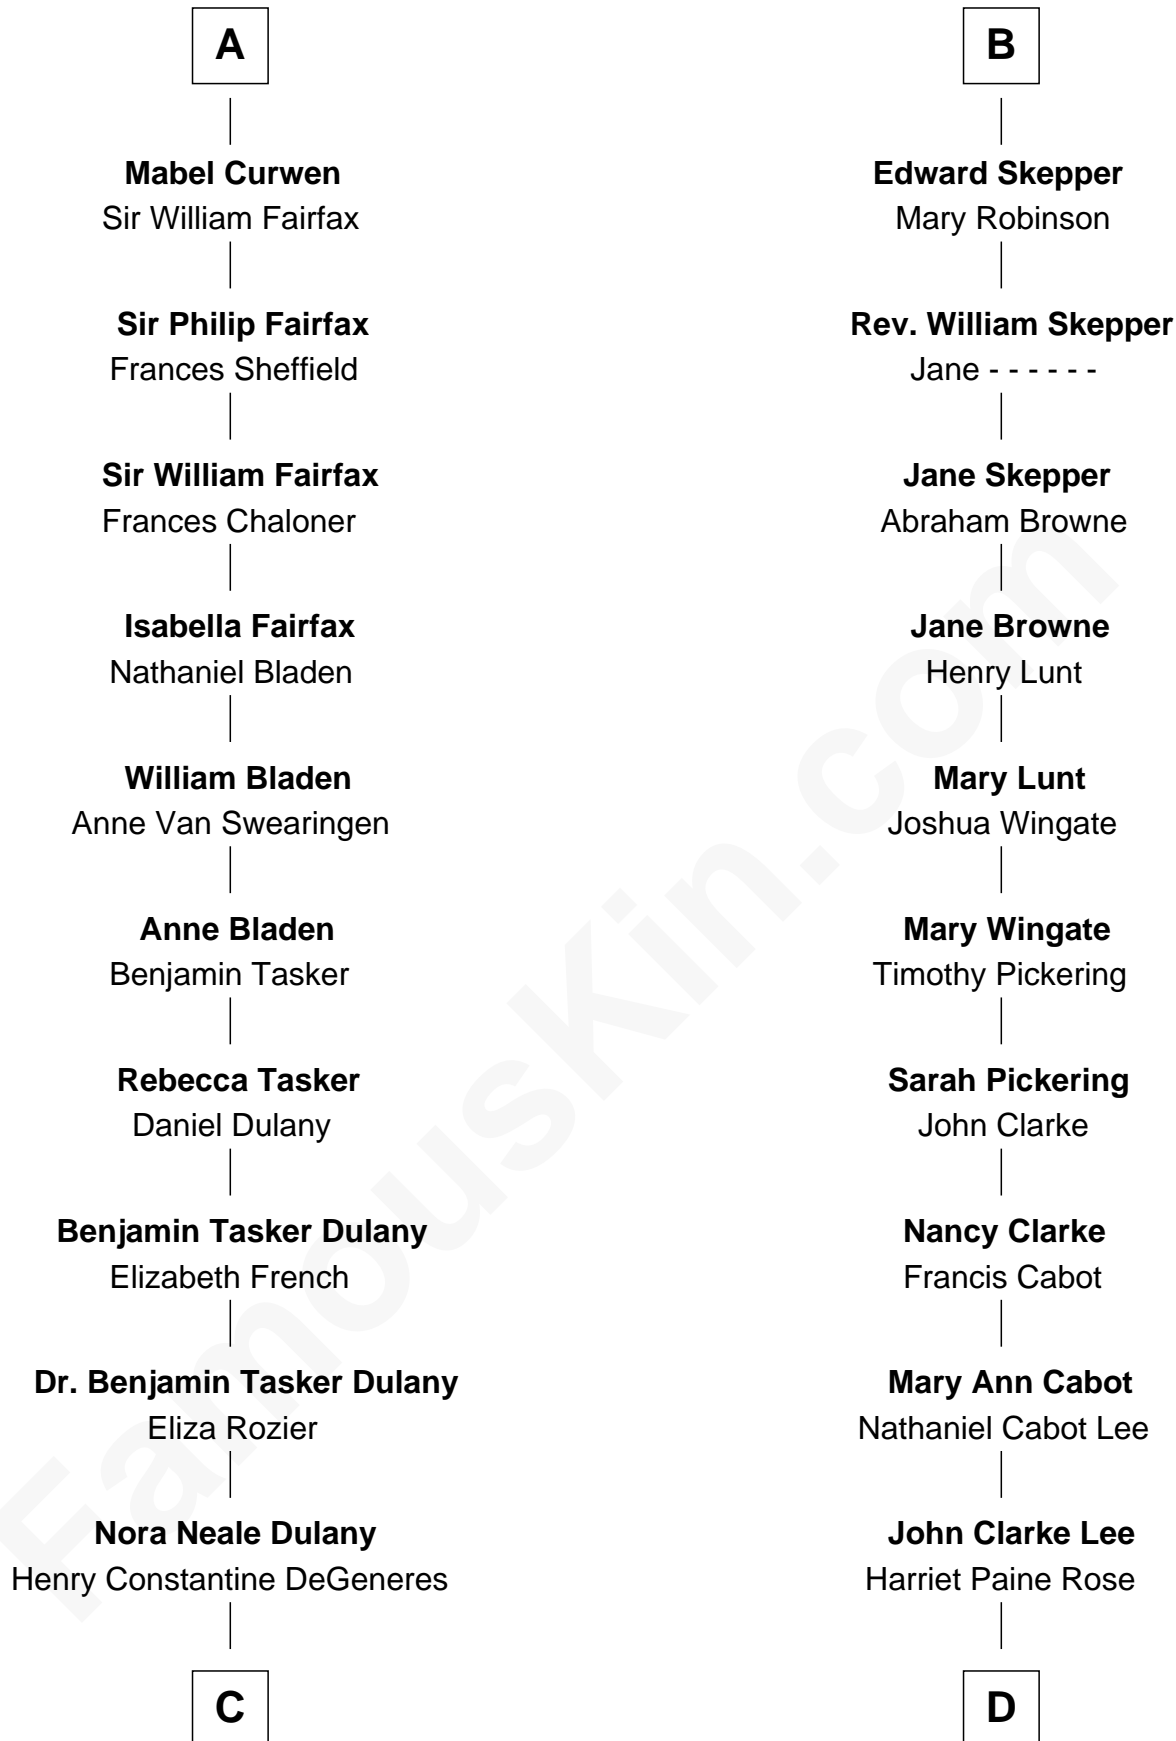 A
Mabel Curwen
Sir William Fairfax
Sir Philip Fairfax
Frances Sheffield
Sir William Fairfax
Frances Chaloner
Isabella Fairfax
Nathaniel Bladen
William Bladen
Anne Van Swearingen
Anne Bladen
Benjamin Tasker
Rebecca Tasker
Daniel Dulany
Benjamin Tasker Dulany
Elizabeth French
Dr. Benjamin Tasker Dulany
Eliza Rozier
Nora Neale Dulany
Henry Constantine DeGeneres
C
B
Edward Skepper
Mary Robinson
Rev. William Skepper
Jane - - - - - -
Jane Skepper
Abraham Browne
Jane Browne
Henry Lunt
Mary Lunt
Joshua Wingate
Mary Wingate
Timothy Pickering
Sarah Pickering
John Clarke
Nancy Clarke
Francis Cabot
Mary Ann Cabot
Nathaniel Cabot Lee
John Clarke Lee
Harriet Paine Rose
D
FamousKin.com